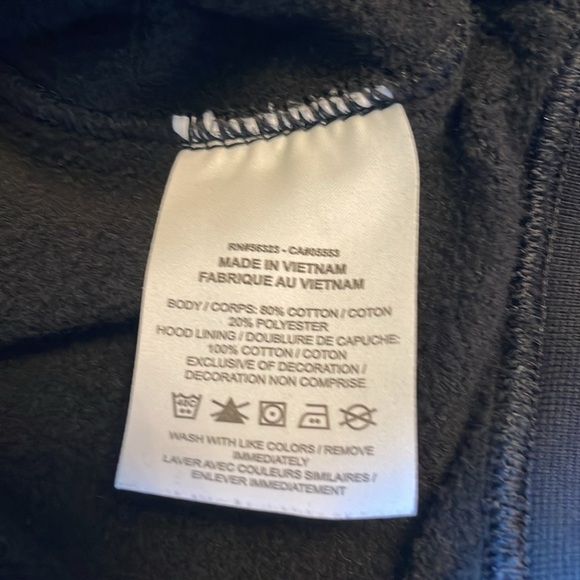 RN#56323 - CA#05553
MADE IN VIETNAM
FABRIQUE AU VIETNAM
BODY / CORPS: 80% COTTON / COTON
20% POLYESTER
HOOD LINING / DOUBLURE DE CAPUCHE:
100% COTTON / COTON
EXCLUSIVE OF DECORATION /
DECORATION NON COMPRISE
WASH WITH LIKE COLORS / REMOVE
IMMEDIATELY
LAVER AVEC COULEURS SIMILAIRES /
ENLEVER IMMEDIATEMENT